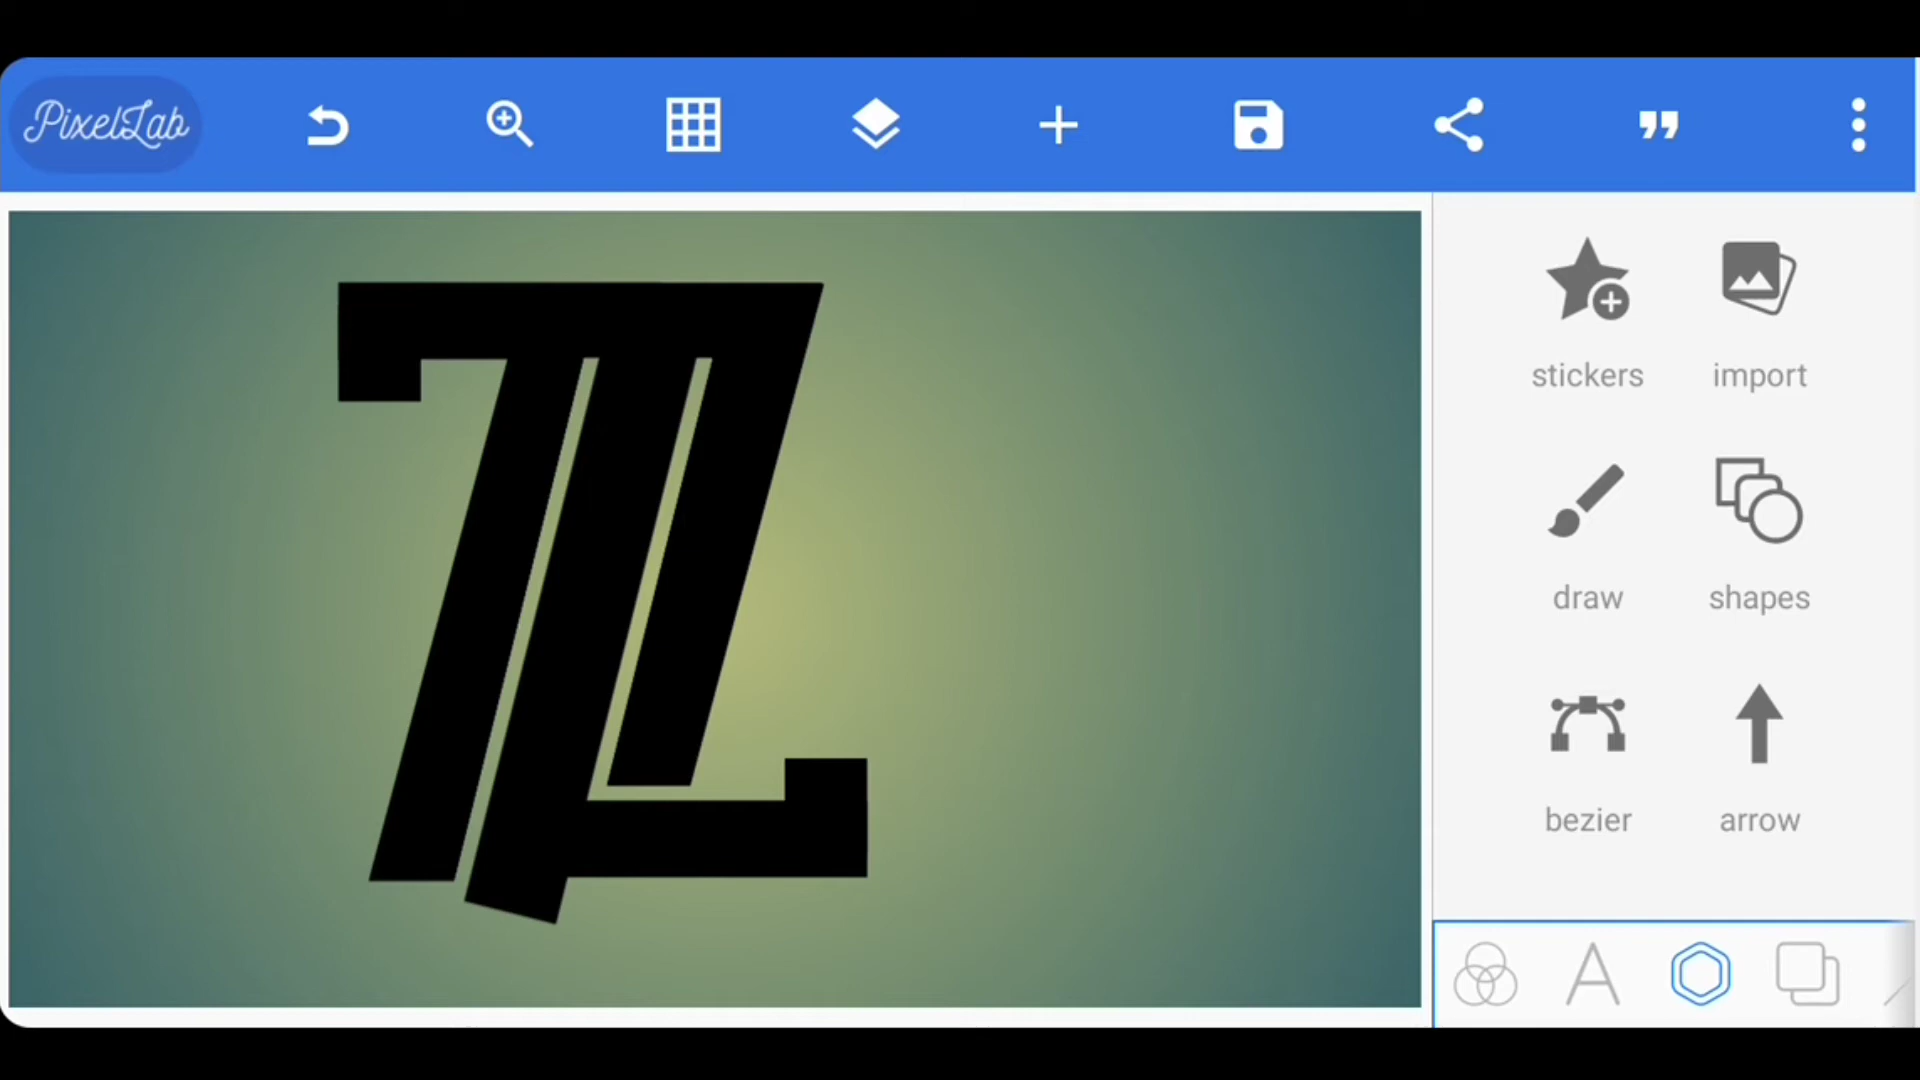 PixelLab
stickers
import
draw
shapes
bezier
arrow